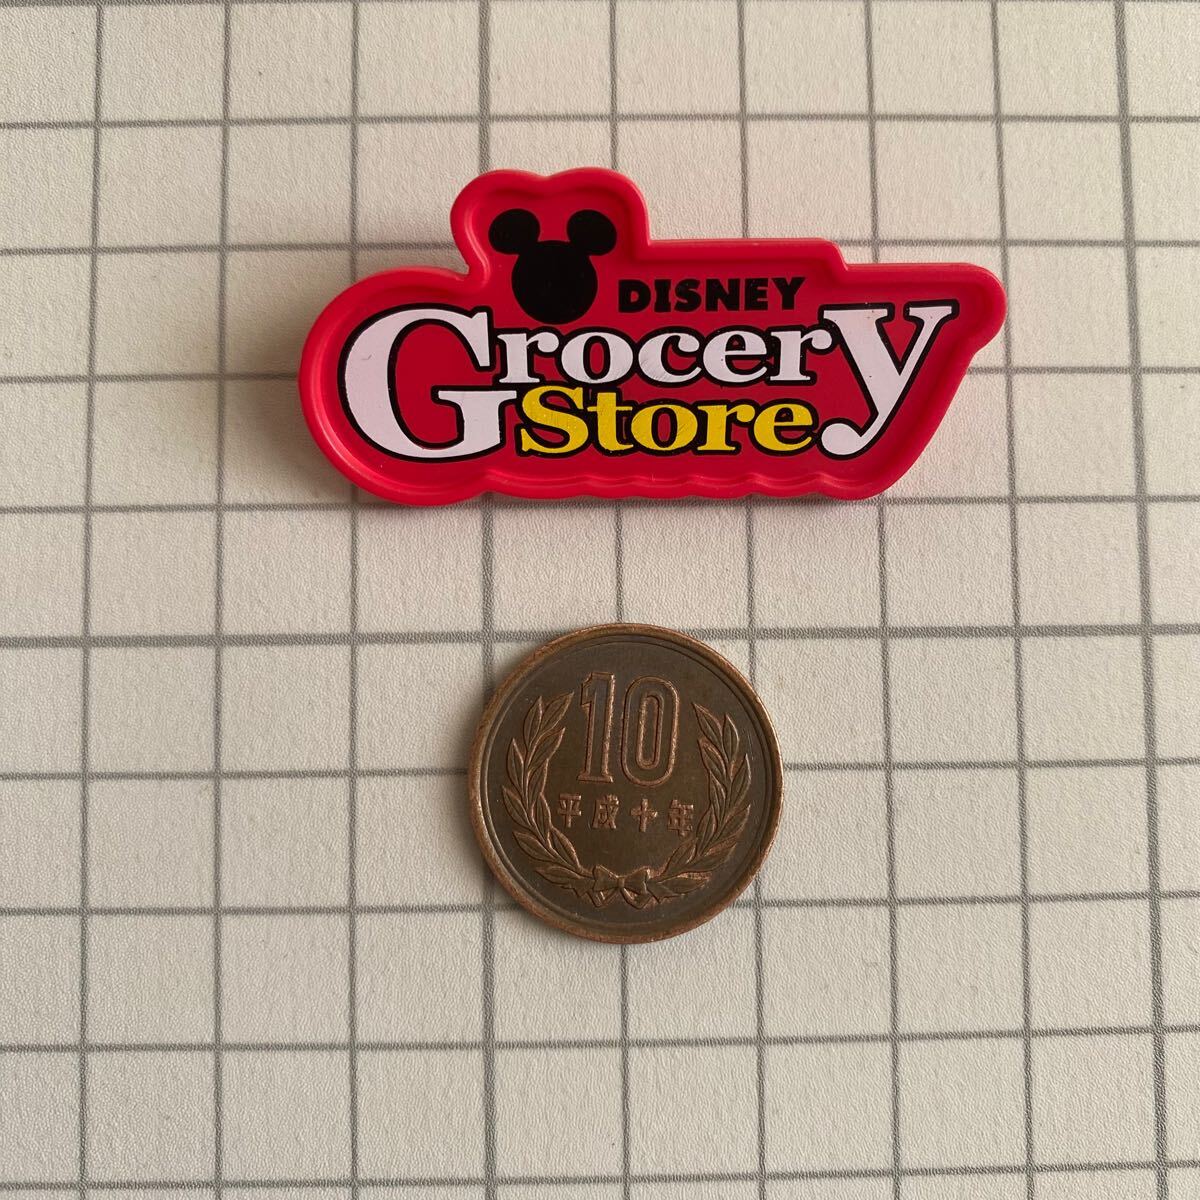 DISNEY
Grocery
Store
10
平成十年